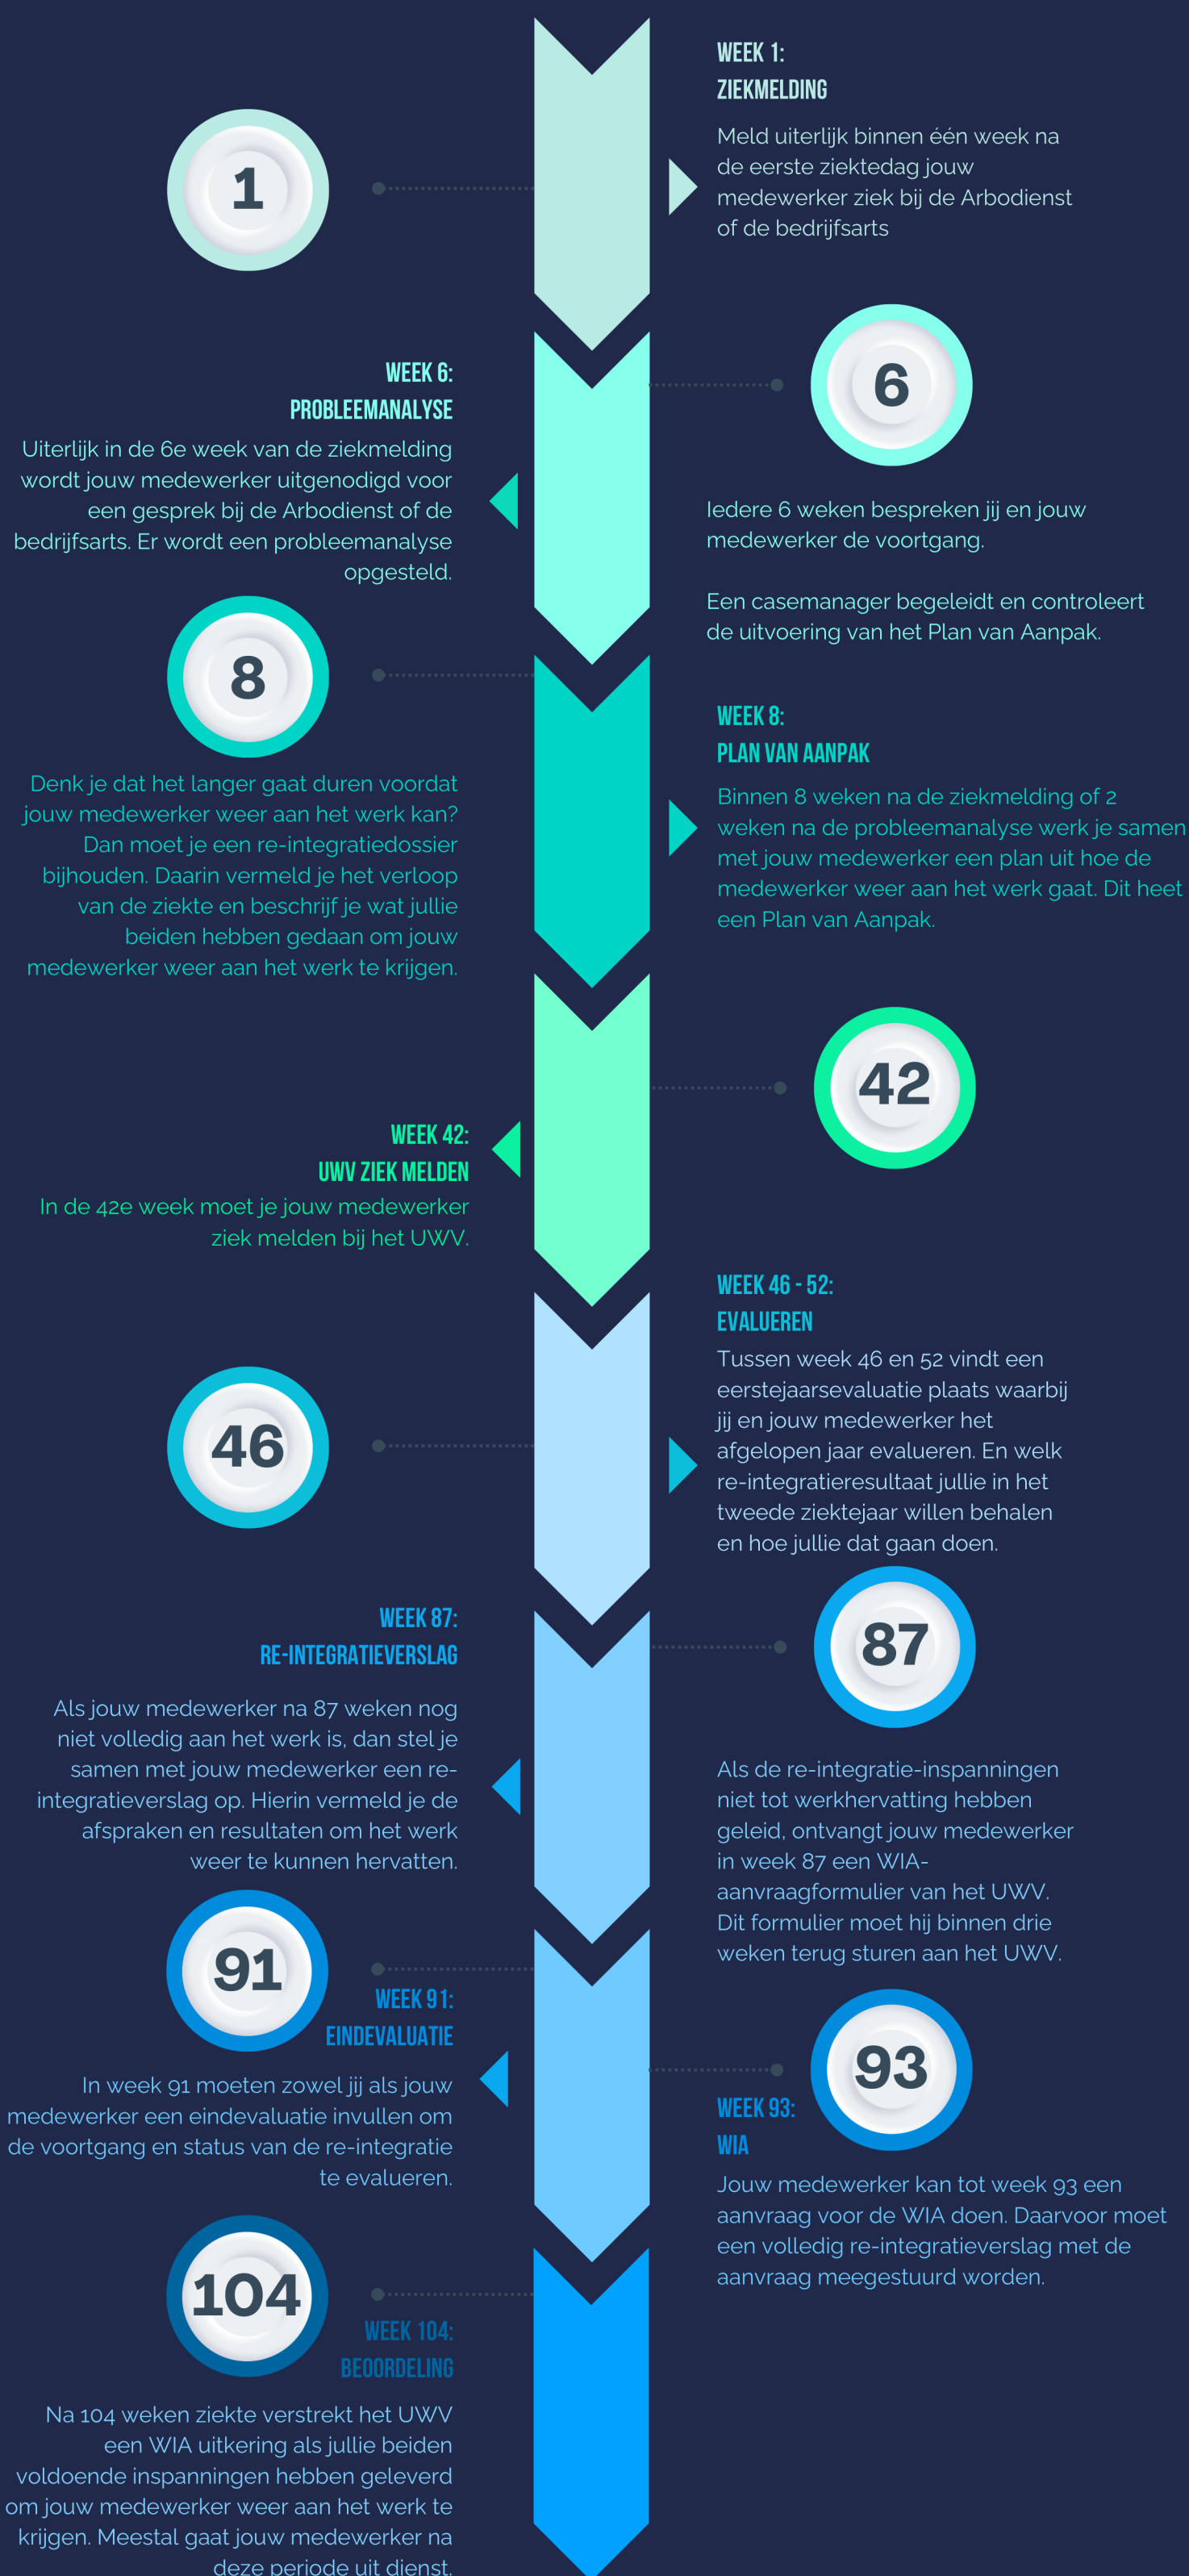 1
WEEK 1:
ZIEKMELDING
Meld uiterlijk binnen één week na
de eerste ziektedag jouw
medewerker ziek bij de Arbodienst
of de bedrijfsarts
6
WEEK 6:
PROBLEEMANALYSE
Uiterlijk in de 6e week van de ziekmelding
wordt jouw medewerker uitgenodigd voor
een gesprek bij de Arbodienst of de
bedrijfsarts. Er wordt een probleemanalyse
opgesteld.
Iedere 6 weken bespreken jij en jouw
medewerker de voortgang.
Een casemanager begeleidt en controleert
de uitvoering van het Plan van Aanpak.
8
WEEK 8:
PLAN VAN AANPAK
Binnen 8 weken na de ziekmelding of 2
weken na de probleemanalyse werk je samen
met jouw medewerker een plan uit hoe de
medewerker weer aan het werk gaat. Dit heet
een Plan van Aanpak.
Denk je dat het langer gaat duren voordat
jouw medewerker weer aan het werk kan?
Dan moet je een re-integratiedossier
bijhouden. Daarin vermeld je het verloop
van de ziekte en beschrijf je wat jullie
beiden hebben gedaan om jouw
medewerker weer aan het werk te krijgen.
42
WEEK 42:
UWV ZIEK MELDEN
In de 42e week moet je jouw medewerker
ziek melden bij het UWV.
46
WEEK 46 - 52:
EVALUEREN
Tussen week 46 en 52 vindt een
eerstejaarsevaluatie plaats waarbij
jij en jouw medewerker het
afgelopen jaar evalueren. En welk
re-integratieresultaat jullie in het
tweede ziektejaar willen behalen
en hoe jullie dat gaan doen.
87
WEEK 87:
RE-INTEGRATIEVERSLAG
Als jouw medewerker na 87 weken nog
niet volledig aan het werk is, dan stel je
samen met jouw medewerker een re-
integratieverslag op. Hierin vermeld je de
afspraken en resultaten om het werk
weer te kunnen hervatten.
Als de re-integratie-inspanningen
niet tot werkhervatting hebben
geleid, ontvangt jouw medewerker
in week 87 een WIA-
aanvraagformulier van het UWV.
Dit formulier moet hij binnen drie
weken terug sturen aan het UWV.
91
WEEK 91:
EINDEVALUATIE
In week 91 moeten zowel jij als jouw
medewerker een eindevaluatie invullen om
de voortgang en status van de re-integratie
te evalueren.
93
WEEK 93:
WIA
Jouw medewerker kan tot week 93 een
aanvraag voor de WIA doen. Daarvoor moet
een volledig re-integratieverslag met de
aanvraag meegestuurd worden.
104
WEEK 104:
BEOORDELING
Na 104 weken ziekte verstrekt het UWV
een WIA uitkering als jullie beiden
voldoende inspanningen hebben geleverd
om jouw medewerker weer aan het werk te
krijgen. Meestal gaat jouw medewerker na
deze periode uit dienst.